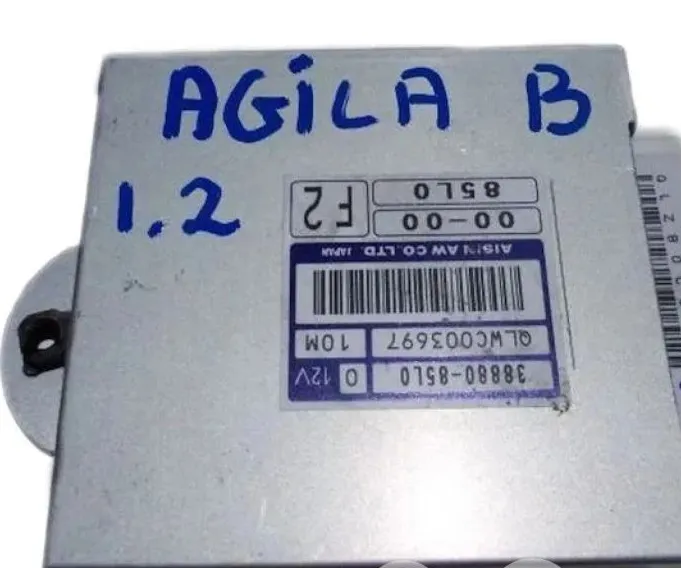 AGiLA B
1.2
38880-85L0 0 12V
QLWC003697 10M
AISIN AW CO.,LTD. JAPAN
00-00
85L0
F2